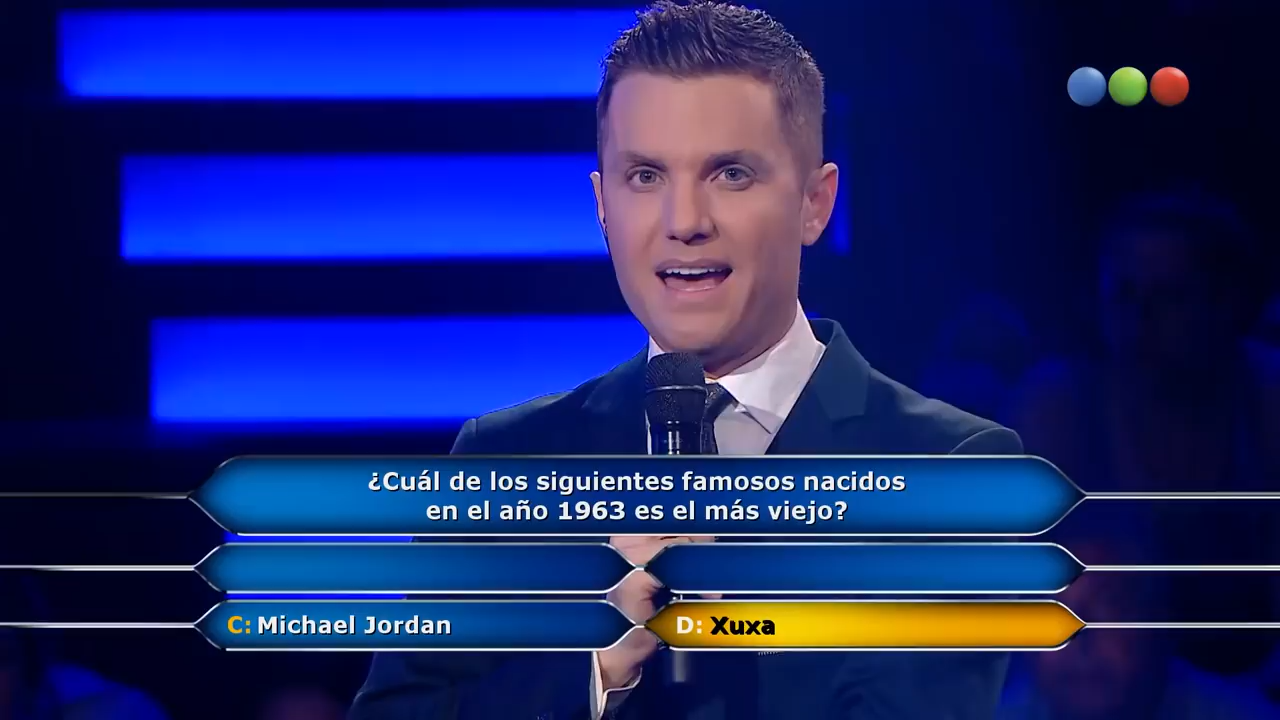 ¿Cuál de los siguientes famosos nacidos
en el año 1963 es el más viejo?
C: Michael Jordan
D: Xuxa